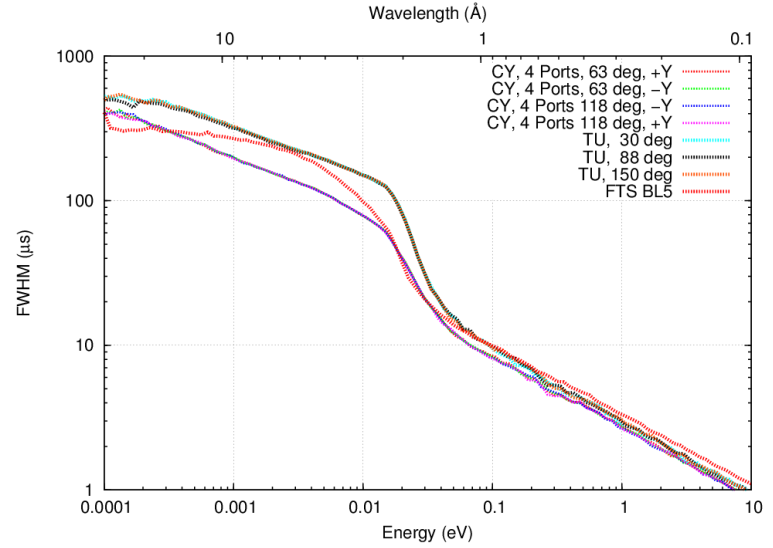 Wavelength (Å)
10 1 0.1
1000
100
10
1
FWHM (µs)
CY, 4 Ports, 63 deg, +Y
CY, 4 Ports, 63 deg, −Y
CY, 4 Ports 118 deg, −Y
CY, 4 Ports 118 deg, +Y
TU, 30 deg
TU, 88 deg
TU, 150 deg
FTS BL5
0.0001 0.001 0.01 0.1 1 10
Energy (eV)